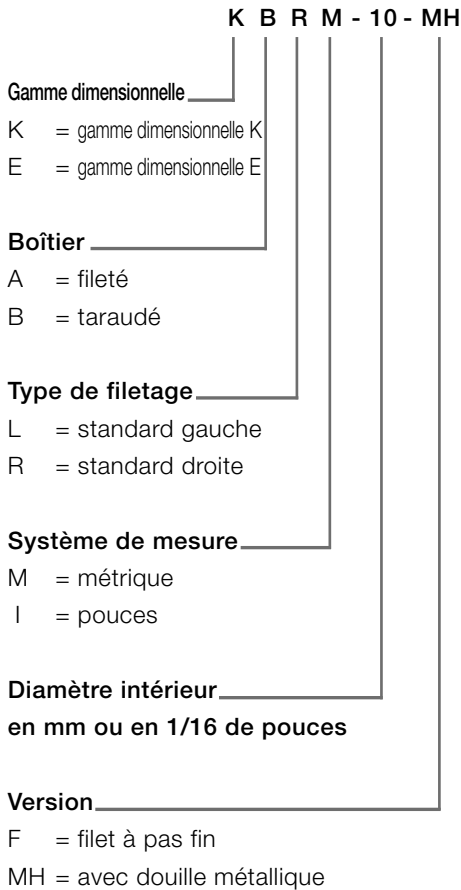 K B R M - 10 - MH
Gamme dimensionnelle
K = gamme dimensionnelle K
E = gamme dimensionnelle E
Boîtier
A = fileté
B = taraudé
Type de filetage
L = standard gauche
R = standard droite
Système de mesure
M = métrique
I = pouces
Diamètre intérieur
en mm ou en 1/16 de pouces
Version
F = filet à pas fin
MH = avec douille métallique